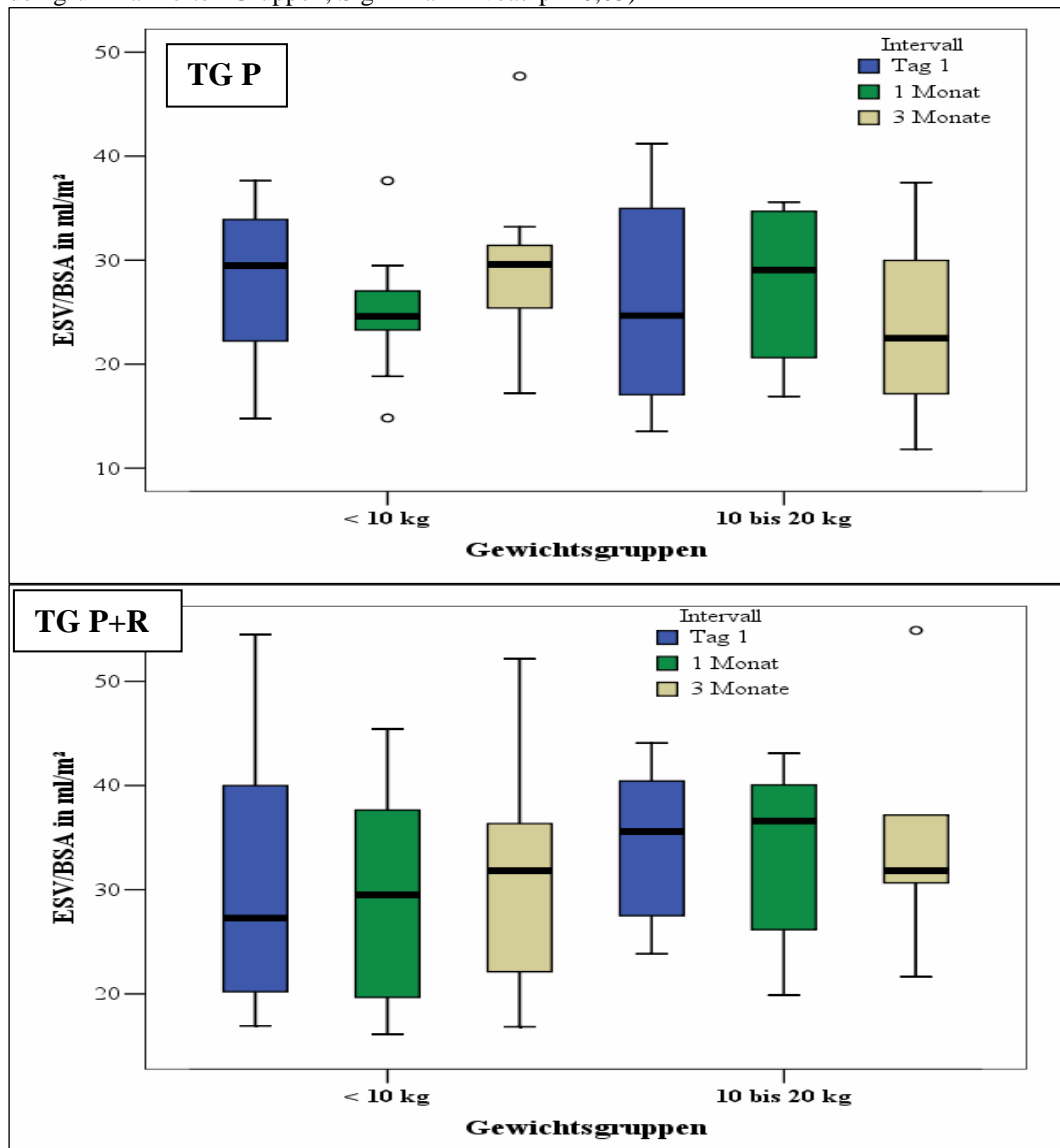 50
TG P
Intervall
Tag 1
1 Monat
3 Monate
40
ESV/BSA in ml/m²
30
20
10
< 10 kg
10 bis 20 kg
Gewichtsgruppen
TG P+R
Intervall
Tag 1
1 Monat
3 Monate
50
40
ESV/BSA in ml/m²
30
20
< 10 kg
10 bis 20 kg
Gewichtsgruppen